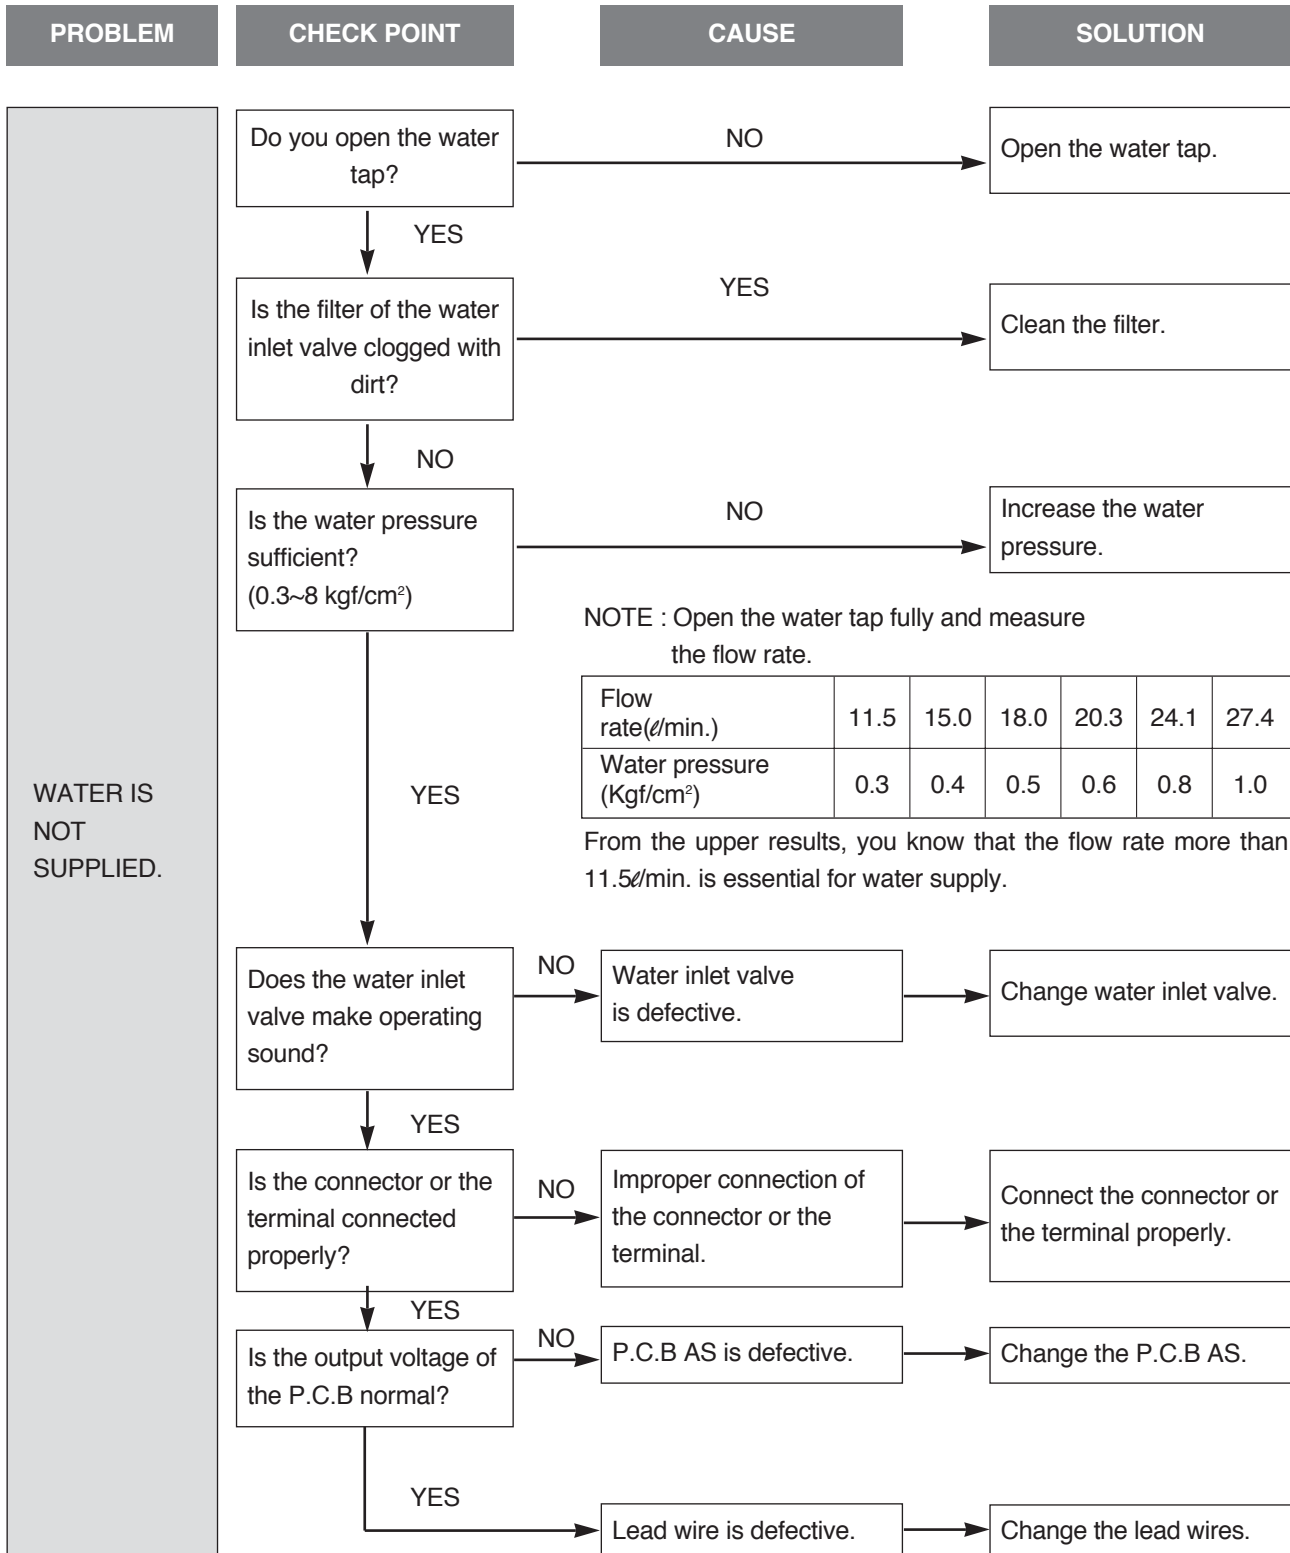 PROBLEM
CHECK POINT
CAUSE
SOLUTION
WATER IS
NOT
SUPPLIED.
Do you open the water
tap?
NO
Open the water tap.
YES
Is the filter of the water
inlet valve clogged with
dirt?
YES
Clean the filter.
NO
Is the water pressure
sufficient?
(0.3~8 kgf/cm²)
NO
Increase the water
pressure.
NOTE : Open the water tap fully and measure
the flow rate.
Flow
rate(ℓ/min.)
11.5 15.0 18.0 20.3 24.1 27.4
Water pressure
(Kgf/cm²)
0.3 0.4 0.5 0.6 0.8 1.0
From the upper results, you know that the flow rate more than
11.5ℓ/min. is essential for water supply.
YES
Does the water inlet
valve make operating
sound?
NO
Water inlet valve
is defective.
Change water inlet valve.
YES
Is the connector or the
terminal connected
properly?
NO
Improper connection of
the connector or the
terminal.
Connect the connector or
the terminal properly.
YES
Is the output voltage of
the P.C.B normal?
NO
P.C.B AS is defective.
Change the P.C.B AS.
YES
Lead wire is defective.
Change the lead wires.